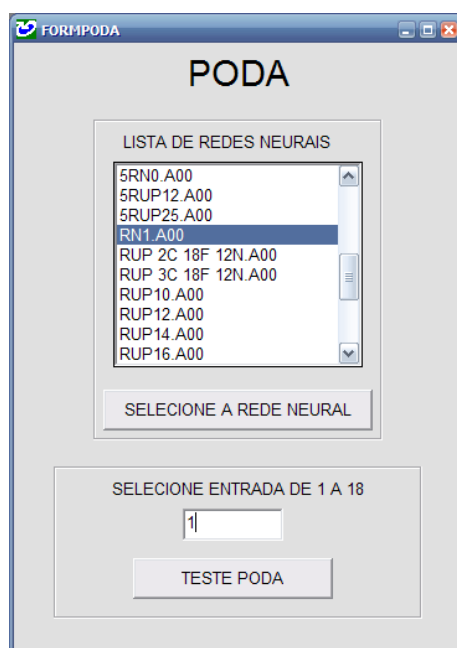 FORMPODA
PODA
LISTA DE REDES NEURAIS
5RN0.A00
5RUP12.A00
5RUP25.A00
RN1.A00
RUP 2C 18F 12N.A00
RUP 3C 18F 12N.A00
RUP10.A00
RUP12.A00
RUP14.A00
RUP16.A00
SELECIONE A REDE NEURAL
SELECIONE ENTRADA DE 1 A 18
1
TESTE PODA